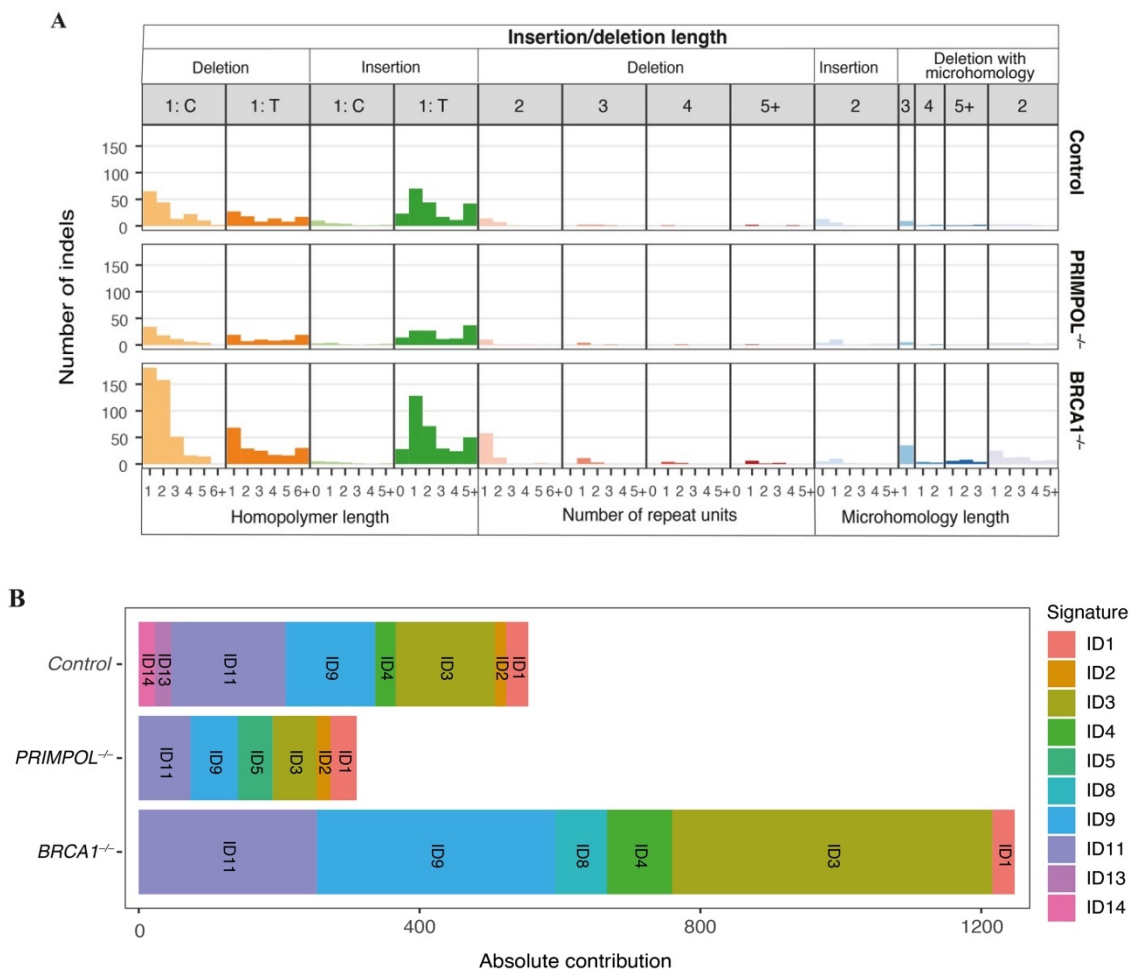 A
Insertion/deletion length
Deletion Insertion Deletion Insertion Deletion with microhomology
1: C 1: T 1: C 1: T 2 3 4 5+ 2 3 4 5+ 2
Number of indels
150
100
50
0
Control
150
100
50
0
PRIMPOL-/-
150
100
50
0
BRCA1-/-
1 2 3 4 5 6+ 1 2 3 4 5 6+ 0 1 2 3 4 5+ 0 1 2 3 4 5+ 1 2 3 4 5 6+ 1 2 3 4 5 6+ 0 1 2 3 4 5+ 0 1 2 3 4 5+ 0 1 2 3 4 5+ 1 1 2 1 2 3 1 2 3 4 5+
Homopolymer length Number of repeat units Microhomology length
B
Control
ID14 ID13 ID11 ID9 ID4 ID3 ID2 ID1
PRIMPOL-/-
ID11 ID9 ID5 ID3 ID2 ID1
BRCA1-/-
ID11 ID9 ID8 ID4 ID3 ID1
0 400 800 1200
Absolute contribution
Signature
ID1
ID2
ID3
ID4
ID5
ID8
ID9
ID11
ID13
ID14